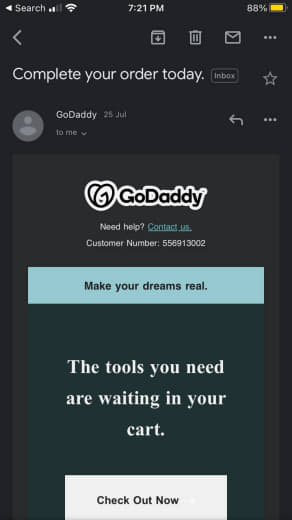 Search
7:21 PM
88%
Complete your order today.
Inbox
GoDaddy 25 Jul
to me
GoDaddy
Need help? Contact us.
Customer Number: 556913002
Make your dreams real.
The tools you need
are waiting in your
cart.
Check Out Now